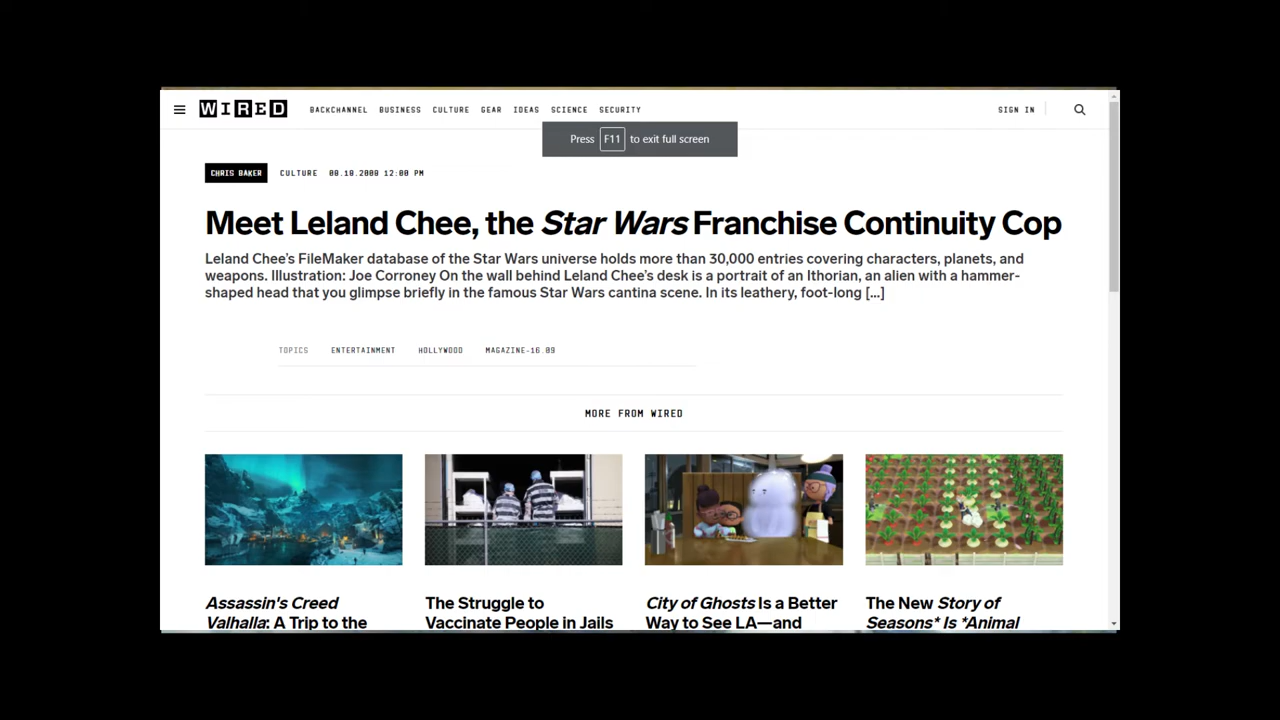 WIRED BACKCHANNEL BUSINESS CULTURE GEAR IDEAS SCIENCE SECURITY SIGN IN
Press F11 to exit full screen
CHRIS BAKER CULTURE 08.18.2008 12:00 PM
Meet Leland Chee, the Star Wars Franchise Continuity Cop
Leland Chee's FileMaker database of the Star Wars universe holds more than 30,000 entries covering characters, planets, and
weapons. Illustration: Joe Corroney On the wall behind Leland Chee's desk is a portrait of an Ithorian, an alien with a hammer-
shaped head that you glimpse briefly in the famous Star Wars cantina scene. In its leathery, foot-long [...]
TOPICS ENTERTAINMENT HOLLYWOOD MAGAZINE-16.09
MORE FROM WIRED
Assassin's Creed
Valhalla: A Trip to the
The Struggle to
Vaccinate People in Jails
City of Ghosts Is a Better
Way to See LA—and
The New Story of
Seasons* Is *Animal